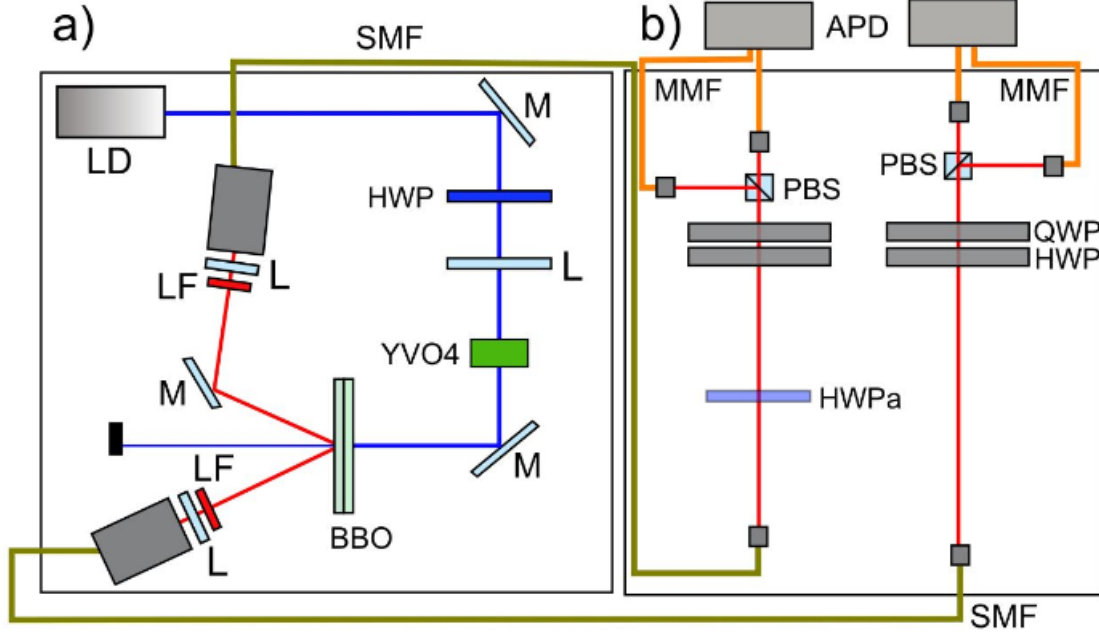 a)
SMF
LD
M
HWP
L
YVO4
M
BBO
LF
L
M
LF
L
b)
APD
MMF
MMF
PBS
PBS
QWP
HWP
HWPa
SMF